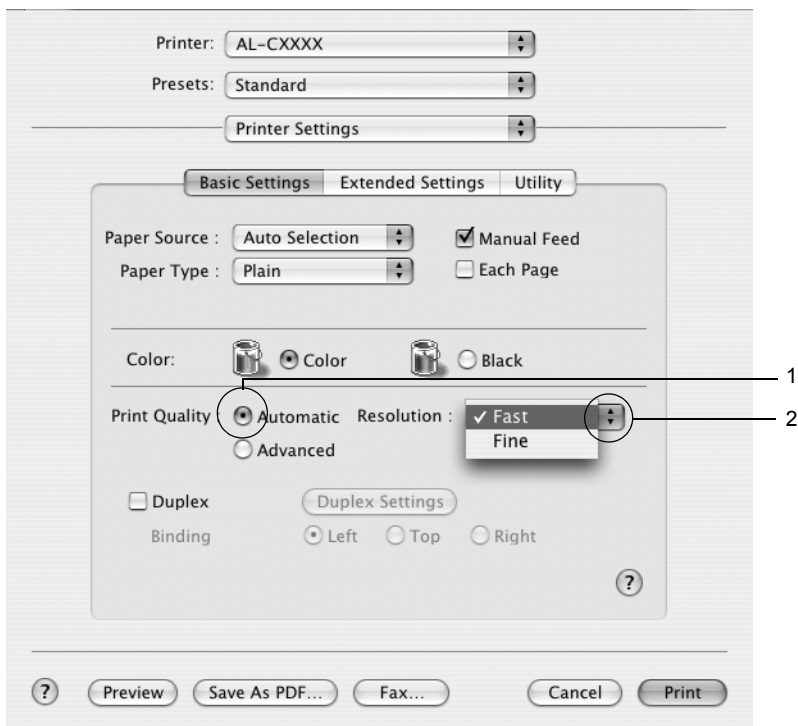 Printer: AL-CXXXX
Presets: Standard
Printer Settings
Basic Settings Extended Settings Utility
Paper Source : Auto Selection Manual Feed
Paper Type : Plain Each Page
Color: Color Black
1
Print Quality : Automatic Resolution : ✓ Fast 2
Advanced Fine
Duplex Duplex Settings
Binding Left Top Right
?
? Preview Save As PDF... Fax... Cancel Print